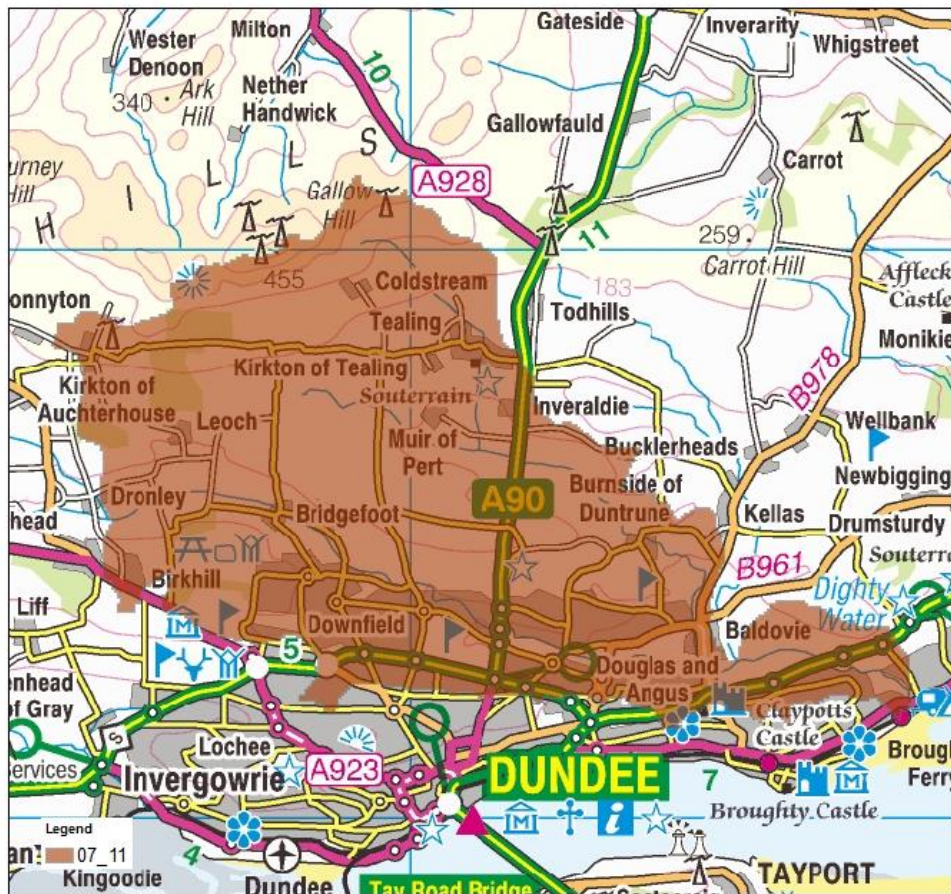 Milton
Gateside
Inverarity
Wester
Denoon
Whigstreet
10
340
Ark
Hill
Nether
Handwick
Gallowfauld
S
Carrot
L
A928
L
Gallow
Hill
I
H
11
259
Carrot Hill
455
Coldstream
183
Affleck
Castle
Tealing
Todhills
Monikie
Kirkton of Tealing
Kirkton of
Auchterhouse
Souterrain
Inveraldie
B978
Leoch
Wellbank
Muir of
Pert
Bucklerheads
Newbigging
Dronley
A90
Burnside of
Duntrune
Bridgefoot
Kellas
Drumsturdy
B961
Birkhill
Dighty
Water
Liff
Downfield
Baldovie
5
Douglas and
Angus
of Gray
S
Claypotts
Castle
Lochee
Services
A923
Invergowrie
DUNDEE
7
Broughty Castle
Ferry
Legend
07_11
4
Kingoodie
Dundee
Tay Road Bridge
TAYPORT